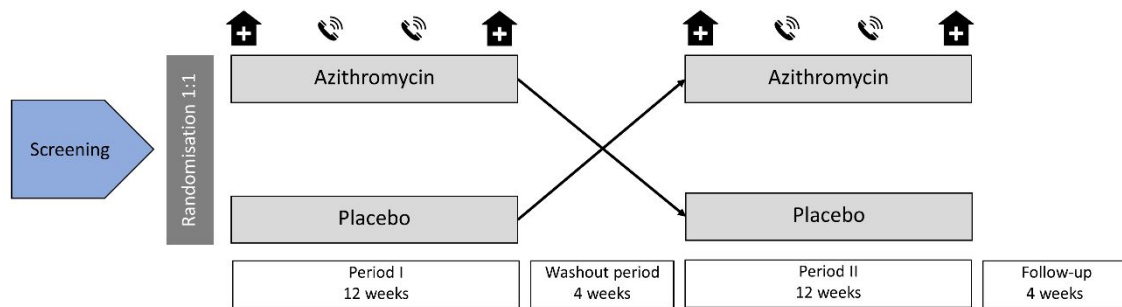 Screening
Randomisation 1:1
Azithromycin
Azithromycin
Placebo
Placebo
Period I
12 weeks
Washout period
4 weeks
Period II
12 weeks
Follow-up
4 weeks